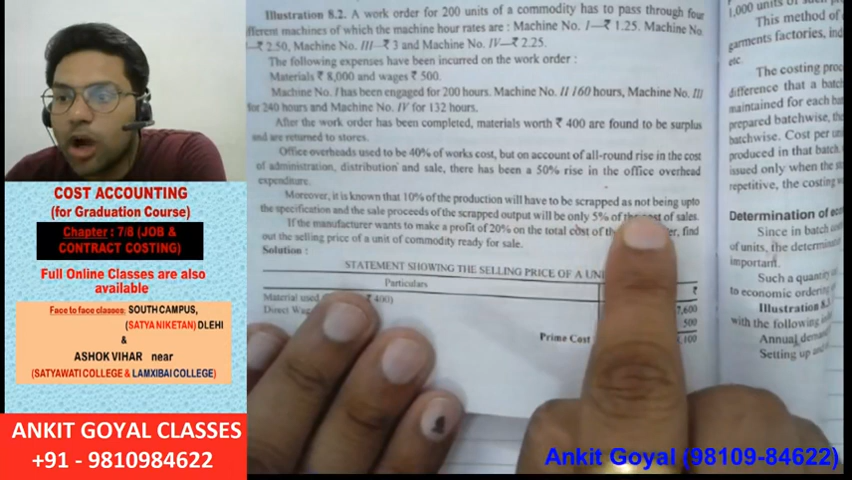 COST ACCOUNTING
(for Graduation Course)
Chapter : 7/8 (JOB &
CONTRACT COSTING)
Full Online Classes are also
available
Face to face classes: SOUTH CAMPUS,
(SATYA NIKETAN) DLEHI
&
ASHOK VIHAR near
(SATYAWATI COLLEGE & LAMXIBAI COLLEGE)
ANKIT GOYAL CLASSES
+91 - 9810984622
Illustration 8.2. A work order for 200 units of a commodity has to pass through four
different machines of which the machine hour rates are : Machine No. I—₹ 1.25. Machine No.
—₹ 2.50, Machine No. III—₹ 3 and Machine No. IV—₹ 2.25.
The following expenses have been incurred on the work order :
Materials ₹ 8,000 and wages ₹ 500.
Machine No. I has been engaged for 200 hours. Machine No. II 160 hours, Machine No. III
for 240 hours and Machine No. IV for 132 hours.
After the work order has been completed, materials worth ₹ 400 are found to be surplus
and are returned to stores.
Office overheads used to be 40% of works cost, but on account of all-round rise in the cost
of administration, distribution and sale, there has been a 50% rise in the office overhead
expenditure.
Moreover, it is known that 10% of the production will have to be scrapped as not being upto
the specification and the sale proceeds of the scrapped output will be only 5% of the cost of sales.
If the manufacturer wants to make a profit of 20% on the total cost of the find
out the selling price of a unit of commodity ready for sale.
Solution :
STATEMENT SHOWING THE SELLING PRICE OF A
Particulars ₹
Material used ₹ 400) 7,600
Direct 500
Prime Cost ,100
1,000 units of
This method of
garments factories, ind
etc.
The costing proc
difference that a batc
maintained for each ba
prepared batchwise. Cost per un
produced in that batch.
issued only when the s
repetitive, the costing
Determination of eco
Since in batch co
of units, the determina
important.
Such a quantity
to economic ordering
Illustration 8.3
with the following
Annual dema
Setting up an
Ankit Goyal (98109-84622)